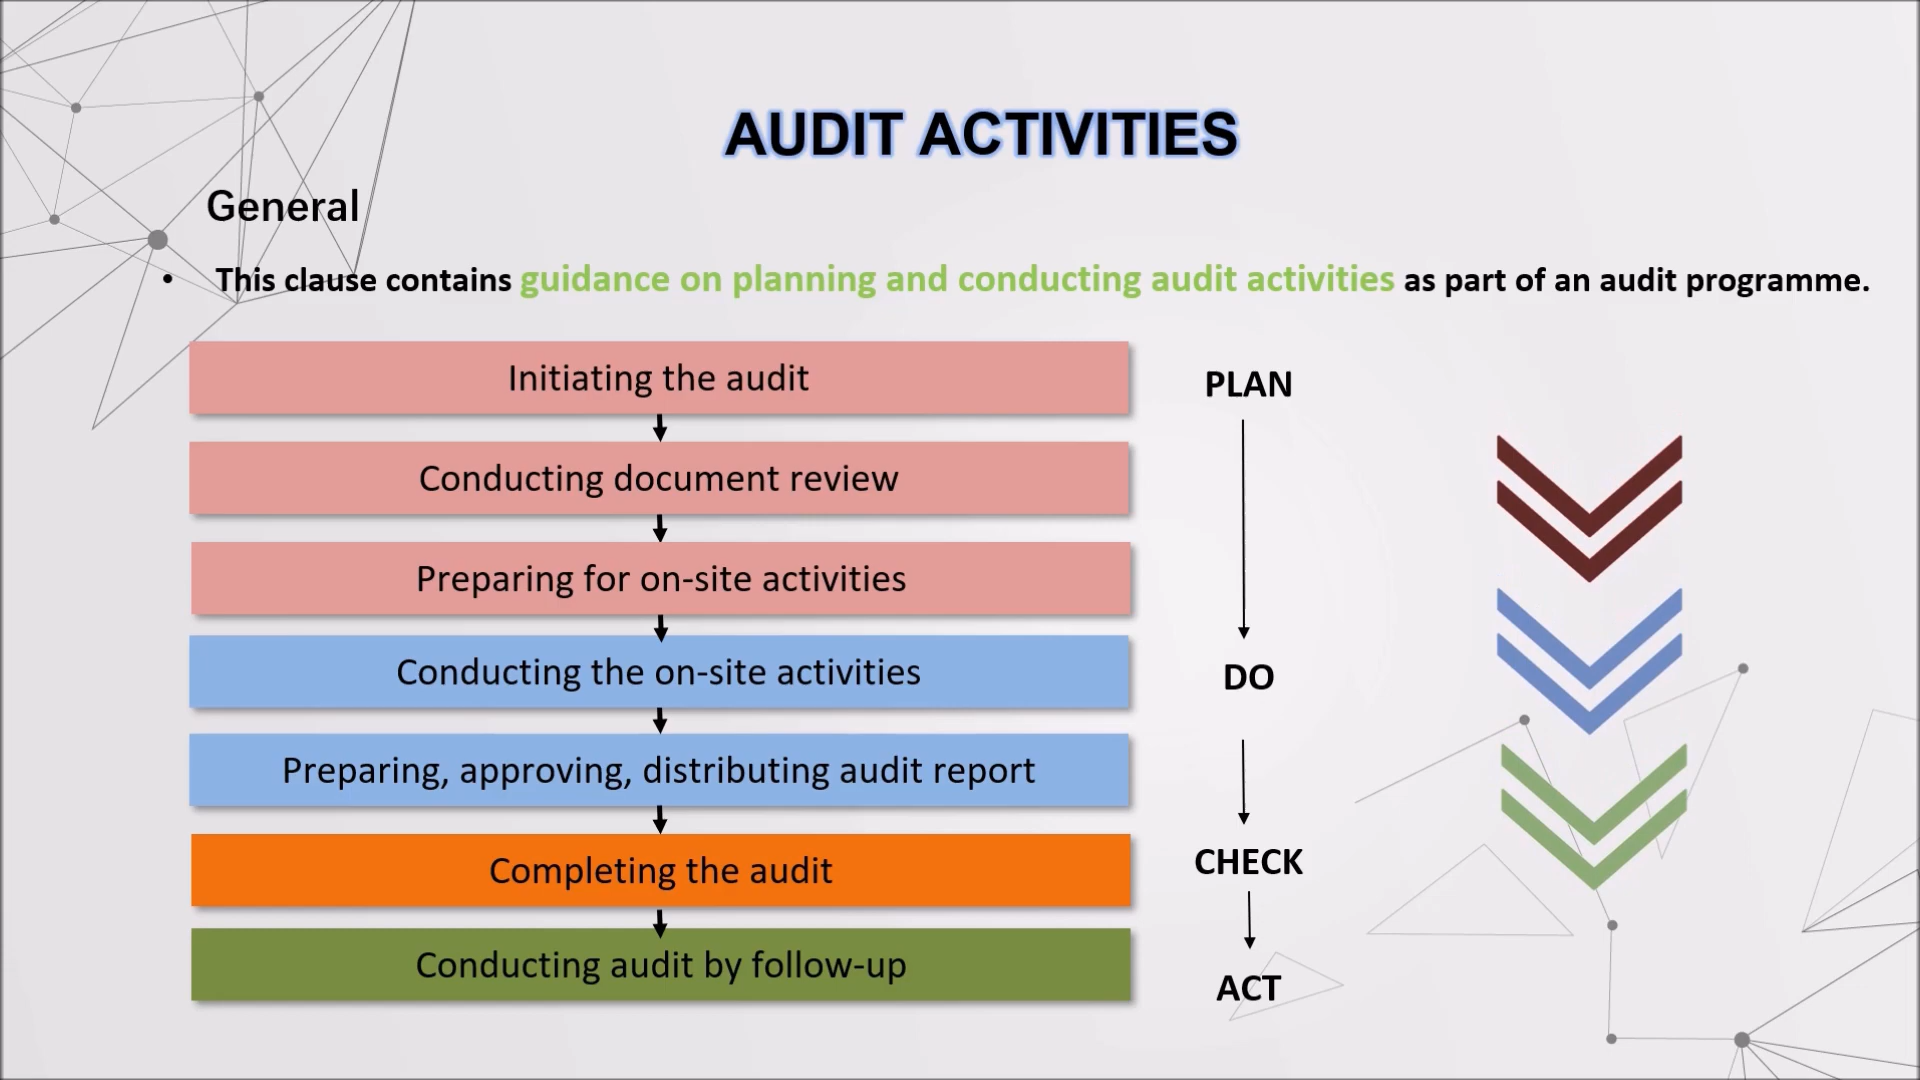 AUDIT ACTIVITIES
General
• This clause contains guidance on planning and conducting audit activities as part of an audit programme.
Initiating the audit
Conducting document review
Preparing for on-site activities
Conducting the on-site activities
Preparing, approving, distributing audit report
Completing the audit
Conducting audit by follow-up
PLAN
DO
CHECK
ACT